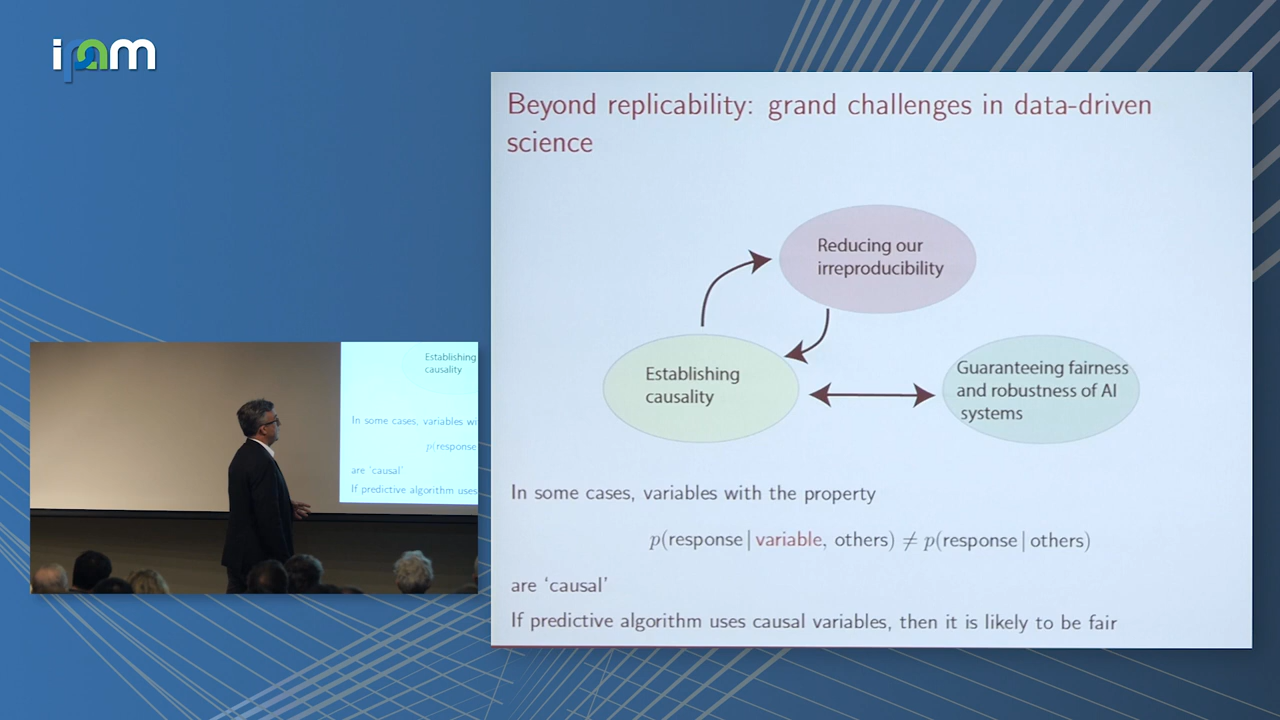 ipam
Beyond replicability: grand challenges in data-driven
science
Reducing our
irreproducibility
Establishing
causality
Guaranteeing fairness
and robustness of AI
systems
In some cases, variables with the property
p(response | variable, others) ≠ p(response | others)
are ‘causal’
If predictive algorithm uses causal variables, then it is likely to be fair
Establishing
causality
In some cases, variables wi
p(response
are ‘causal’
If predictive algorithm uses